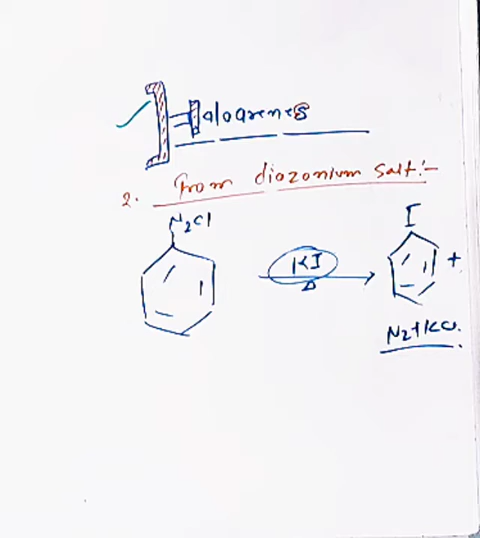 Haloarenes
2. From diazonium salt:-
N2Cl
KI
Δ
I
+
N2+KCl.